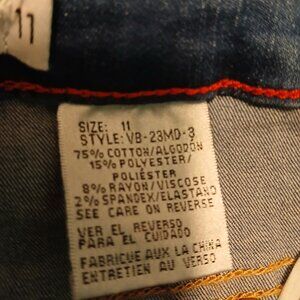 11
SIZE: 11
STYLE: VB-23MD-3
75% COTTON/ALGODON
15% POLYESTER/
POLIÉSTER
8% RAYON/VISCOSE
2% SPANDEX/ELASTANO
SEE CARE ON REVERSE
VER EL REVERSO
PARA EL CUIDADO
FABRIQUE AUX LA CHINA
ENTRETIEN AU VERSO